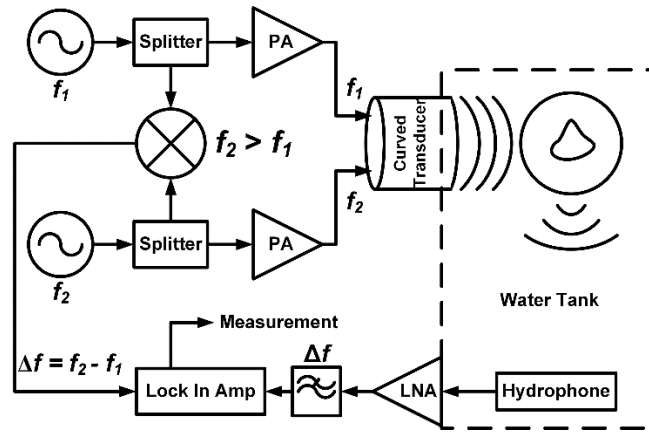 Splitter
PA
f₁
f₁
f₂ > f₁
Curved
Transducer
f₂
Splitter
PA
f₂
Water Tank
Measurement
Δf = f₂ - f₁
Δf
Lock In Amp
LNA
Hydrophone